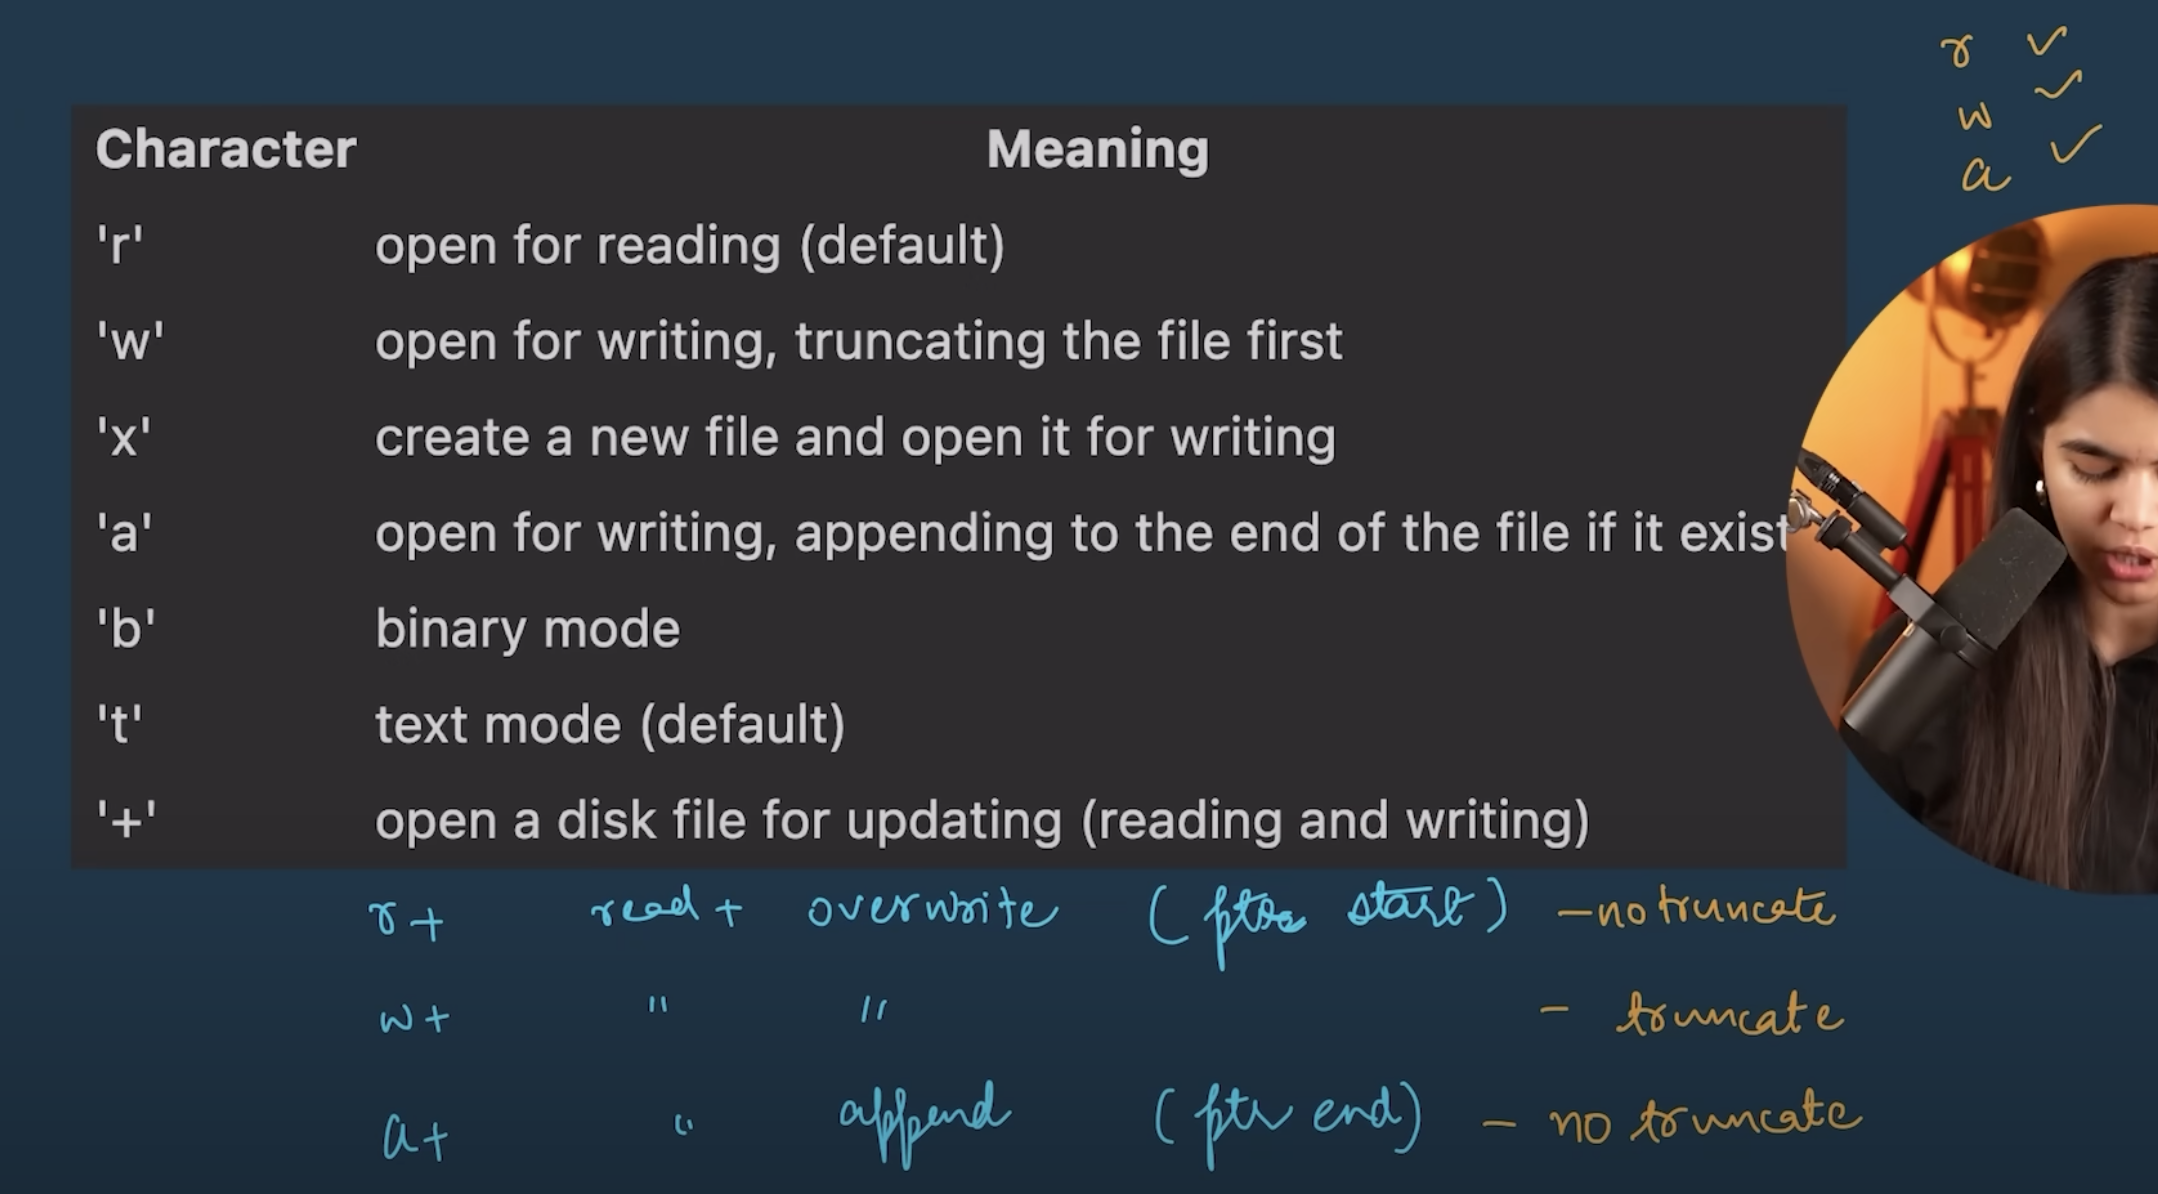 r ✓
w ✓
a ✓
Character Meaning
'r' open for reading (default)
'w' open for writing, truncating the file first
'x' create a new file and open it for writing
'a' open for writing, appending to the end of the file if it exist
'b' binary mode
't' text mode (default)
'+' open a disk file for updating (reading and writing)
r+ read + overwrite (ptr start) - no truncate
w+ " " - truncate
a+ " append (ptr end) - no truncate